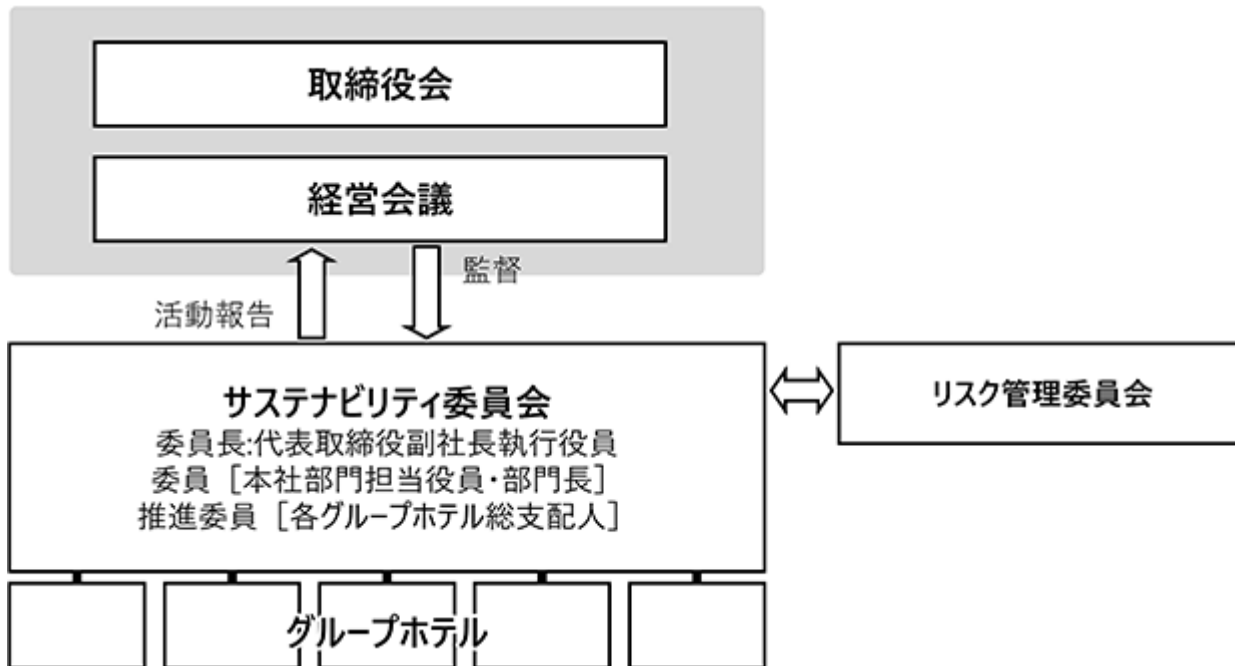 取締役会
経営会議
活動報告
監督
サステナビリティ委員会
委員長:代表取締役副社長執行役員
委員［本社部門担当役員・部門長］
推進委員［各グループホテル総支配人］
リスク管理委員会
グループホテル